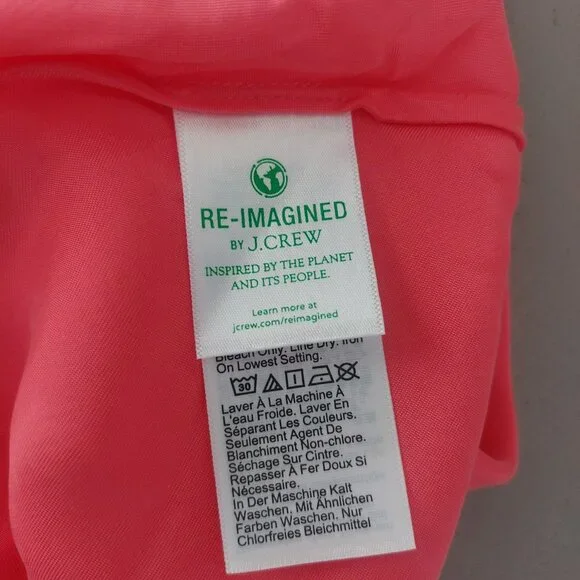 RE-IMAGINED
BY J.CREW
INSPIRED BY THE PLANET
AND ITS PEOPLE.
Learn more at
jcrew.com/reimagined
Bleach Only. Line Dry. Iron
On Lowest Setting.
30
Laver À La Machine À
L'eau Froide. Laver En
Séparant Les Couleurs.
Seulement Agent De
Blanchiment Non-chlore.
Séchage Sur Cintre.
Repasser À Fer Doux Si
Nécessaire.
In Der Maschine Kalt
Waschen. Mit Ähnlichen
Farben Waschen. Nur
Chlorfreies Bleichmittel